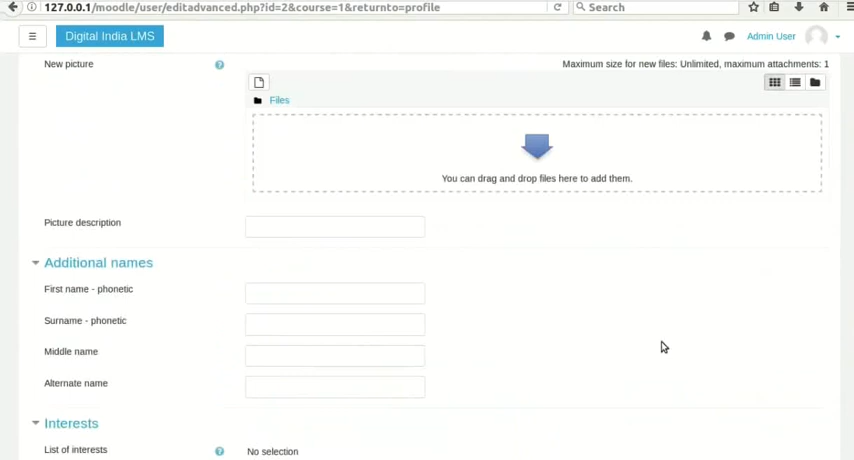 127.0.0.1/moodle/user/editadvanced.php?id=2&course=1&returnto=profile
Search
Digital India LMS
Admin User
New picture
Maximum size for new files: Unlimited, maximum attachments: 1
Files
You can drag and drop files here to add them.
Picture description
Additional names
First name - phonetic
Surname - phonetic
Middle name
Alternate name
Interests
List of interests
No selection